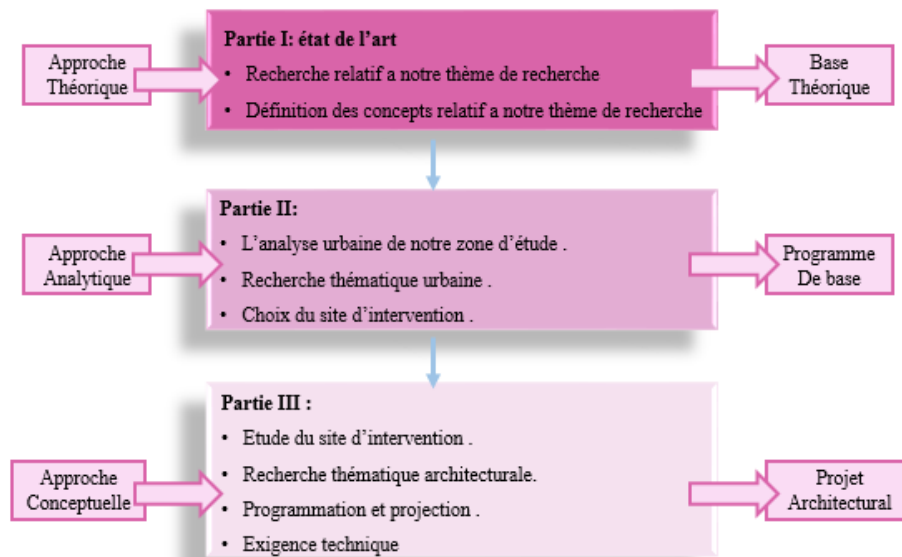 Approche
Théorique
Partie I: état de l’art
• Recherche relatif a notre thème de recherche
• Définition des concepts relatif a notre thème de recherche
Base
Théorique
Approche
Analytique
Partie II:
• L’analyse urbaine de notre zone d’étude .
• Recherche thématique urbaine .
• Choix du site d’intervention .
Programme
De base
Approche
Conceptuelle
Partie III :
• Etude du site d’intervention .
• Recherche thématique architecturale.
• Programmation et projection .
• Exigence technique
Projet
Architectural